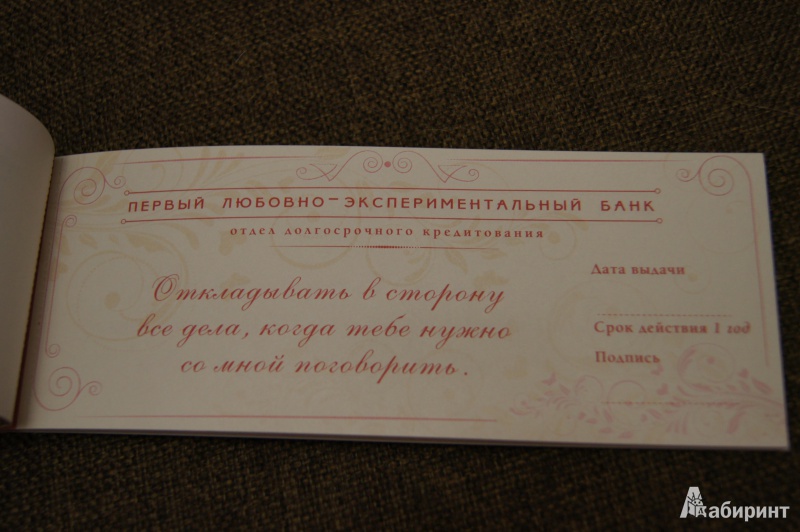 ПЕРВЫЙ ЛЮБОВНО-ЭКСПЕРИМЕНТАЛЬНЫЙ БАНК
отдел долгосрочного кредитования
Откладывать в сторону
все дела, когда тебе нужно
со мной поговорить.
Дата выдачи
Срок действия 1 год
Подпись
Лабиринт